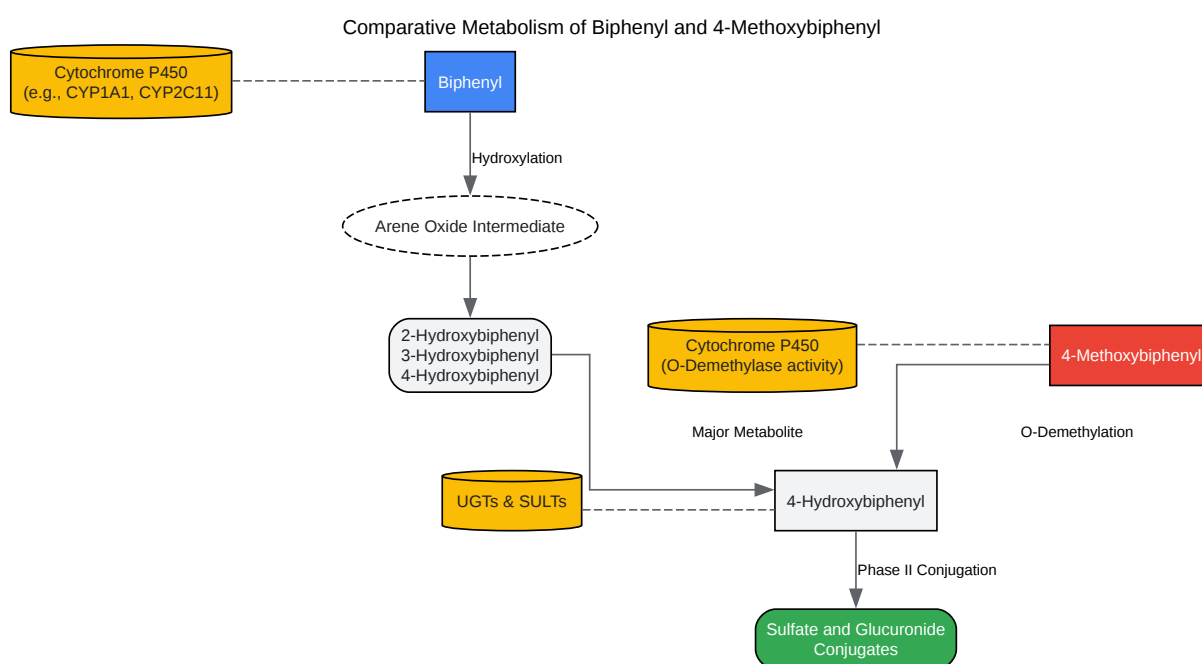 Comparative Metabolism of Biphenyl and 4-Methoxybiphenyl
Cytochrome P450
(e.g., CYP1A1, CYP2C11)
Biphenyl
Hydroxylation
Arene Oxide Intermediate
2-Hydroxybiphenyl
3-Hydroxybiphenyl
4-Hydroxybiphenyl
Cytochrome P450
(O-Demethylase activity)
4-Methoxybiphenyl
Major Metabolite
O-Demethylation
UGTs & SULTs
4-Hydroxybiphenyl
Phase II Conjugation
Sulfate and Glucuronide
Conjugates